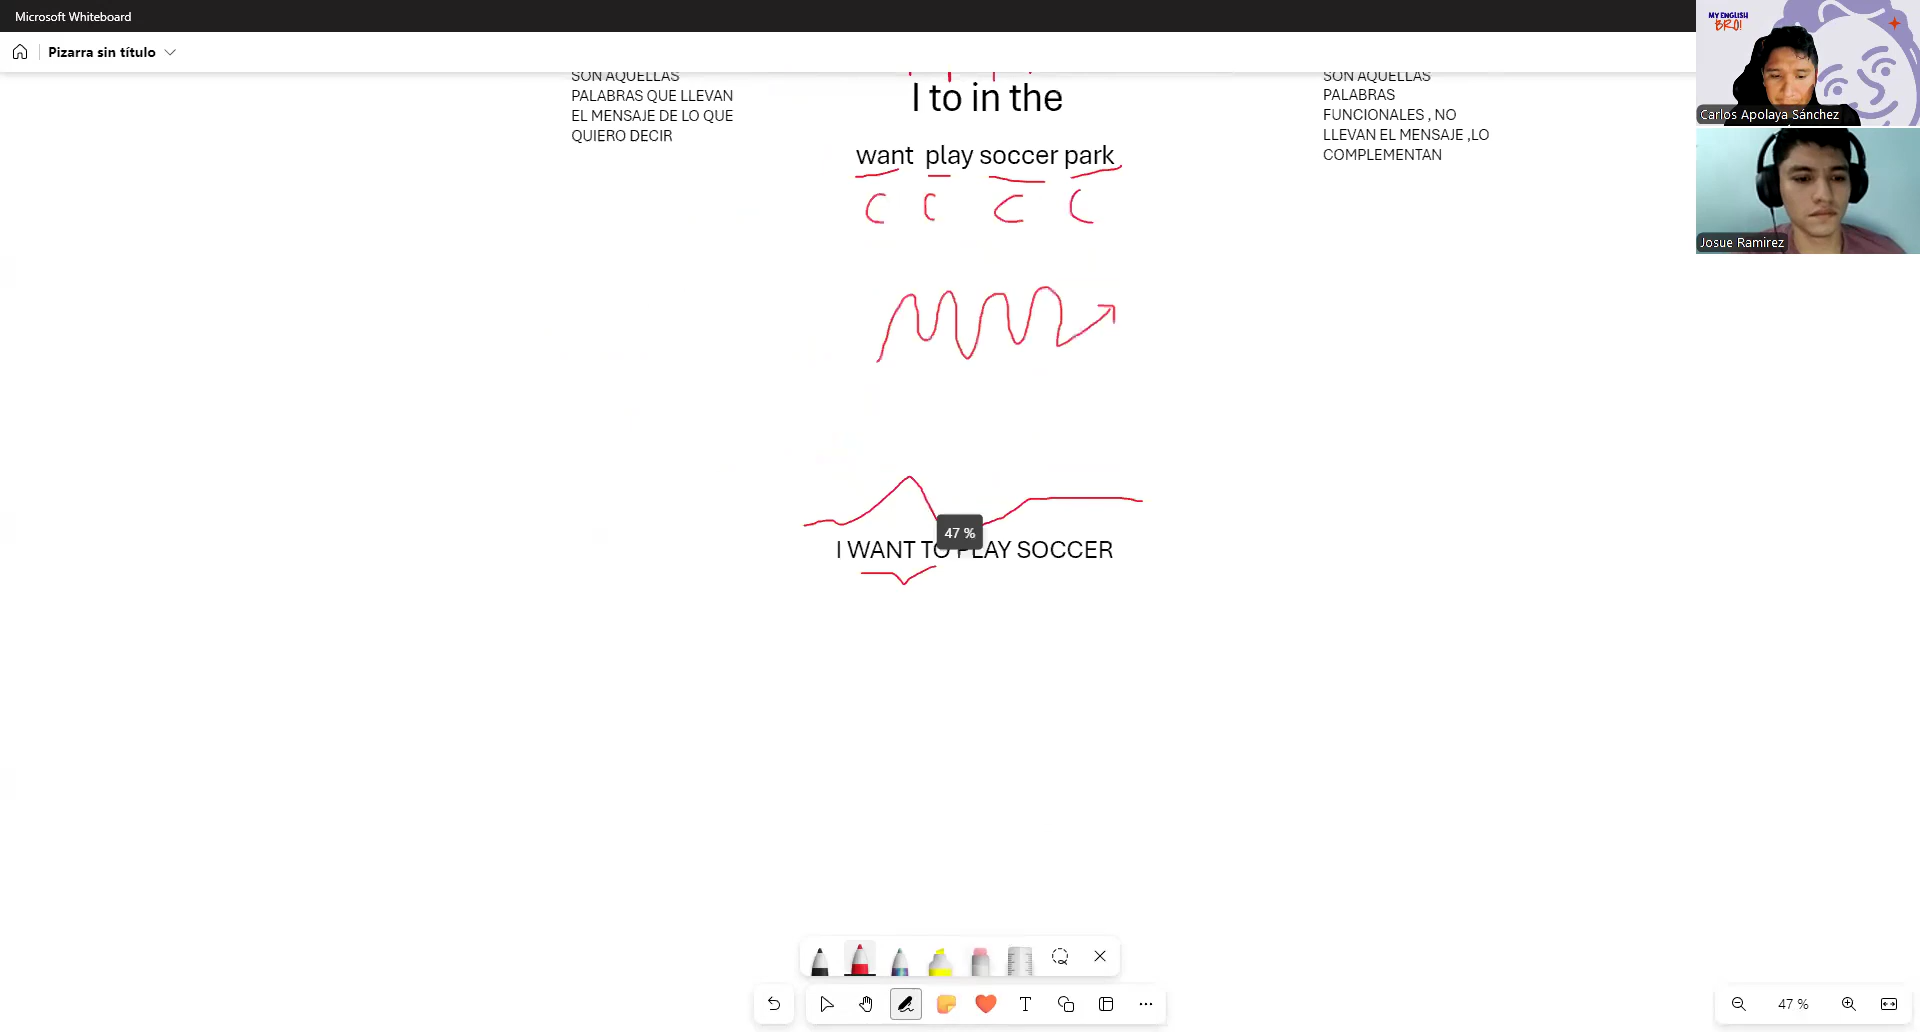 Microsoft Whiteboard
Pizarra sin título
MY ENGLISH
BRO!
Carlos Apolaya Sánchez
Josue Ramirez
SON AQUELLAS
PALABRAS QUE LLEVAN
EL MENSAJE DE LO QUE
QUIERO DECIR
I to in the
want play soccer park
C C C C
SON AQUELLAS
PALABRAS
FUNCIONALES , NO
LLEVAN EL MENSAJE ,LO
COMPLEMENTAN
47 %
I WANT TO PLAY SOCCER
47 %